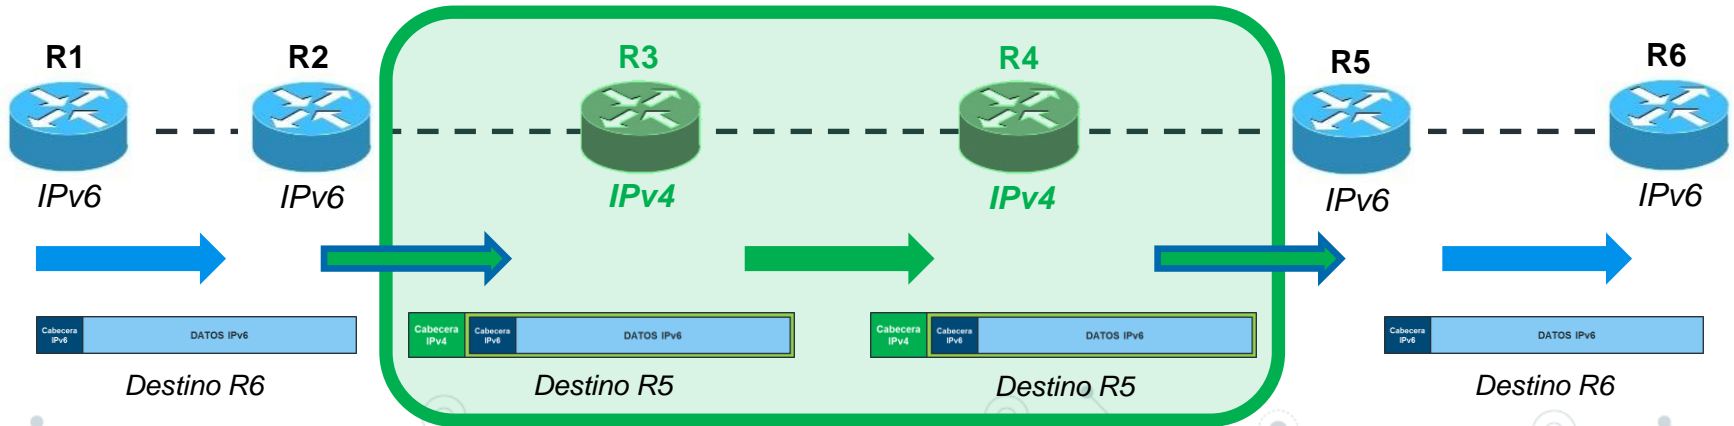 R1
R2
R3
R4
R5
R6
IPv6
IPv6
IPv4
IPv4
IPv6
IPv6
Cabecera
IPv6
DATOS IPv6
Cabecera
IPv4
Cabecera
IPv6
DATOS IPv6
Cabecera
IPv4
Cabecera
IPv6
DATOS IPv6
Cabecera
IPv6
DATOS IPv6
Destino R6
Destino R5
Destino R5
Destino R6